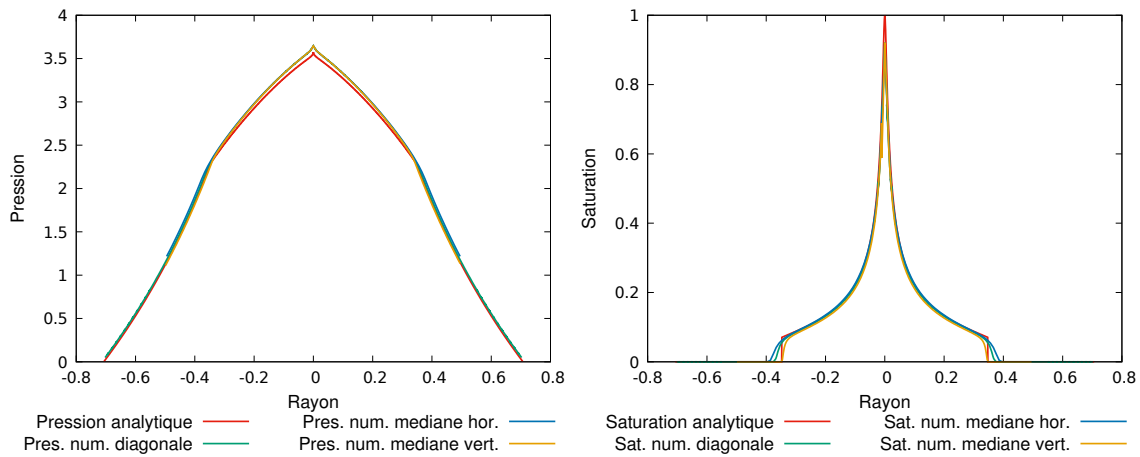 4
3.5
3
2.5
2
1.5
1
0.5
0
Pression
-0.8 -0.6 -0.4 -0.2 0 0.2 0.4 0.6 0.8
Rayon
Pression analytique Pres. num. mediane hor.
Pres. num. diagonale Pres. num. mediane vert.
1
0.8
0.6
0.4
0.2
0
Saturation
-0.8 -0.6 -0.4 -0.2 0 0.2 0.4 0.6 0.8
Rayon
Saturation analytique Sat. num. mediane hor.
Sat. num. diagonale Sat. num. mediane vert.